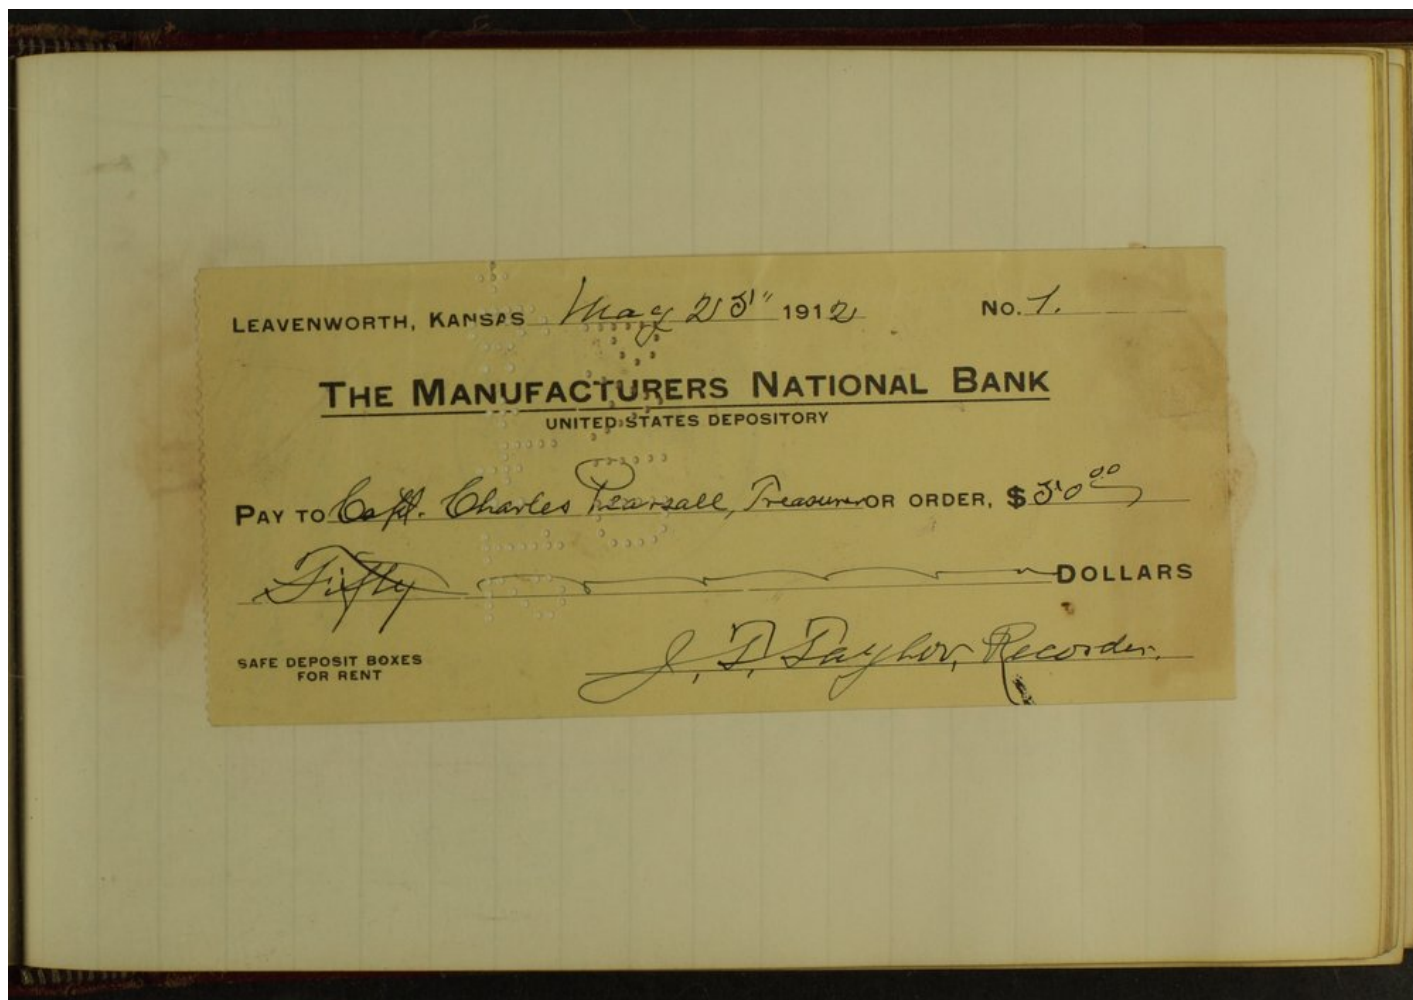 LEAVENWORTH, KANSAS May 25" 1912 No. 1.
THE MANUFACTURERS NATIONAL BANK
UNITED STATES DEPOSITORY
PAY TO Capt. Charles Pearsall, Treasurer OR ORDER, $50.00
Fifty DOLLARS
J. T. Taylor, Recorder.
SAFE DEPOSIT BOXES
FOR RENT